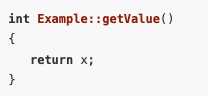 int Example::getValue()
{
   return x;
}